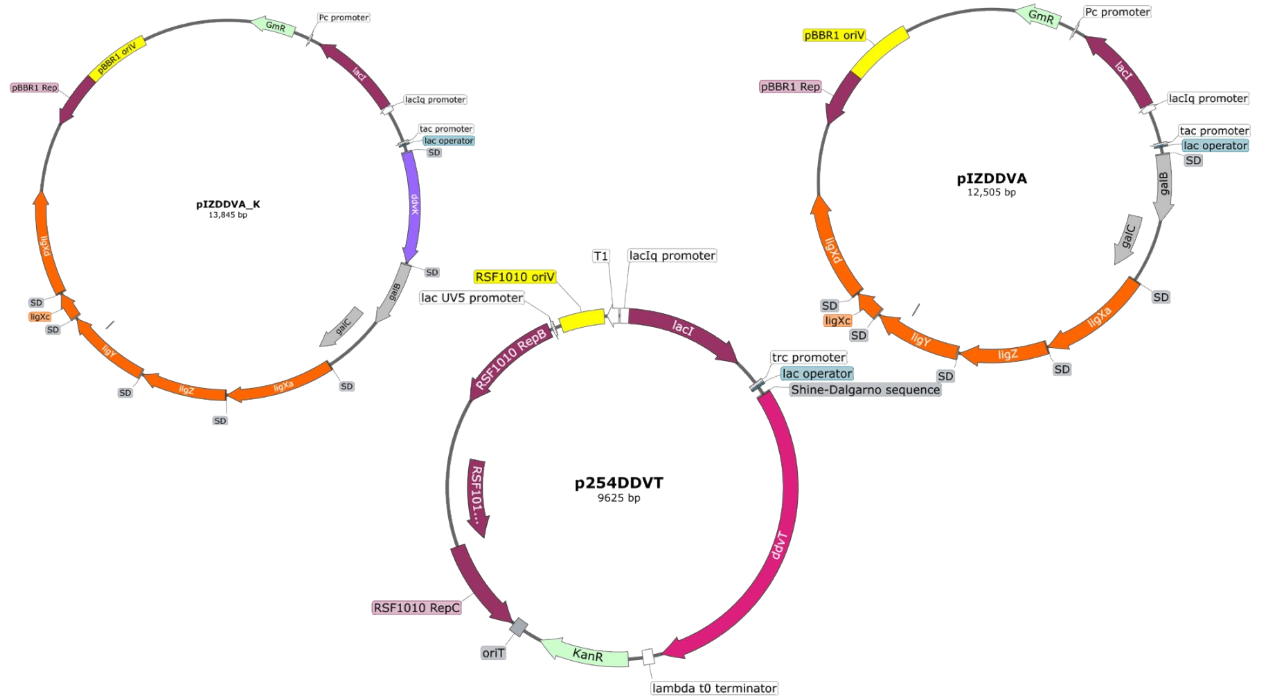 GmR
Pc promoter
pBBR1 oriV
lacI
pBBR1 Rep
lacIq promoter
tac promoter
lac operator
SD
ddvK
pIZDDVA_K
13,845 bp
ligXd
SD
galB
galC
SD
ligXc
SD
ligY
SD
ligZ
SD
ligXa
SD
GmR
Pc promoter
pBBR1 oriV
lacI
pBBR1 Rep
lacIq promoter
tac promoter
lac operator
SD
galB
pIZDDVA
12,505 bp
galC
ligXd
SD
ligXa
SD
ligXc
SD
ligY
SD
ligZ
SD
T1
lacIq promoter
RSF1010 oriV
lac UV5 promoter
lacI
RSF1010 RepB
trc promoter
lac operator
Shine-Dalgarno sequence
RSF101...
p254DDVT
9625 bp
ddvT
RSF1010 RepC
oriT
KanR
lambda t0 terminator